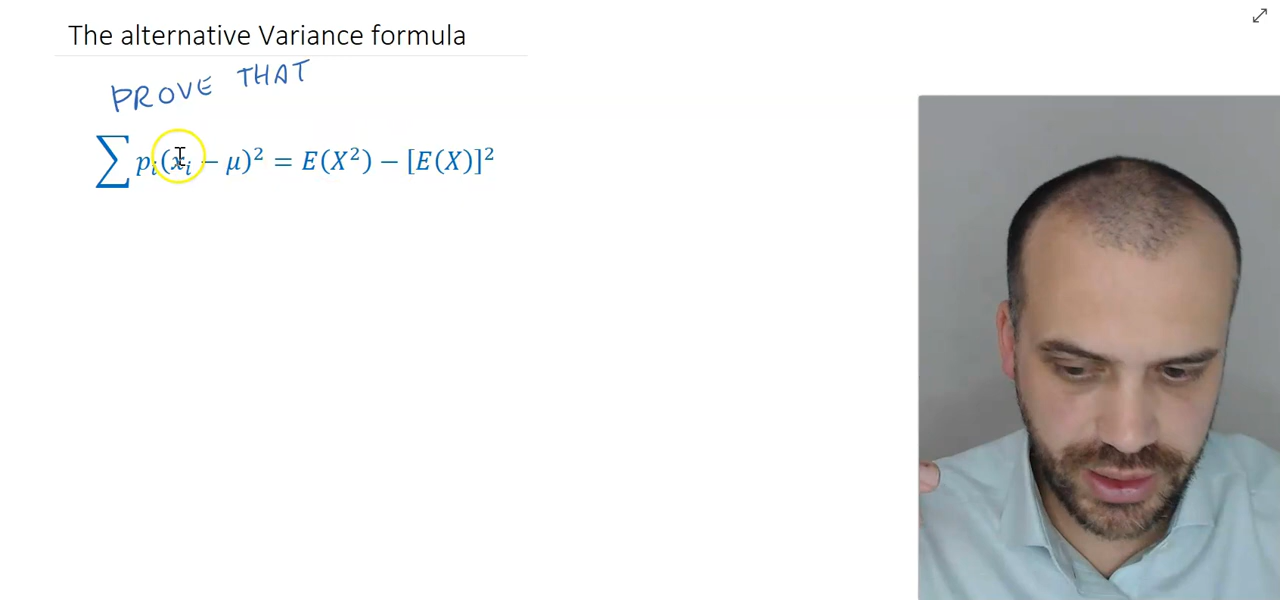 The alternative Variance formula
PROVE THAT
∑ pᵢ(xᵢ − μ)² = E(X²) − [E(X)]²